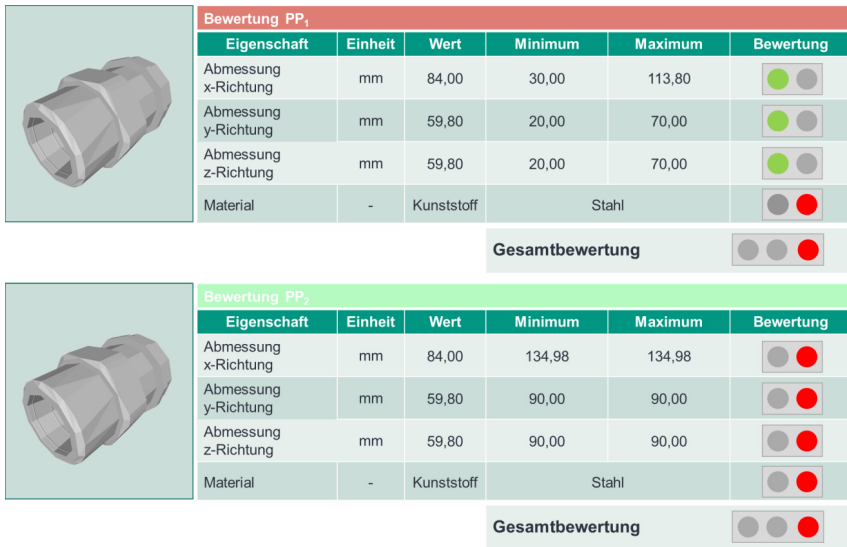 Bewertung PP₁
Eigenschaft Einheit Wert Minimum Maximum Bewertung
Abmessung
x-Richtung mm 84,00 30,00 113,80
Abmessung
y-Richtung mm 59,80 20,00 70,00
Abmessung
z-Richtung mm 59,80 20,00 70,00
Material - Kunststoff Stahl
Gesamtbewertung
Bewertung PP₂
Eigenschaft Einheit Wert Minimum Maximum Bewertung
Abmessung
x-Richtung mm 84,00 134,98 134,98
Abmessung
y-Richtung mm 59,80 90,00 90,00
Abmessung
z-Richtung mm 59,80 90,00 90,00
Material - Kunststoff Stahl
Gesamtbewertung